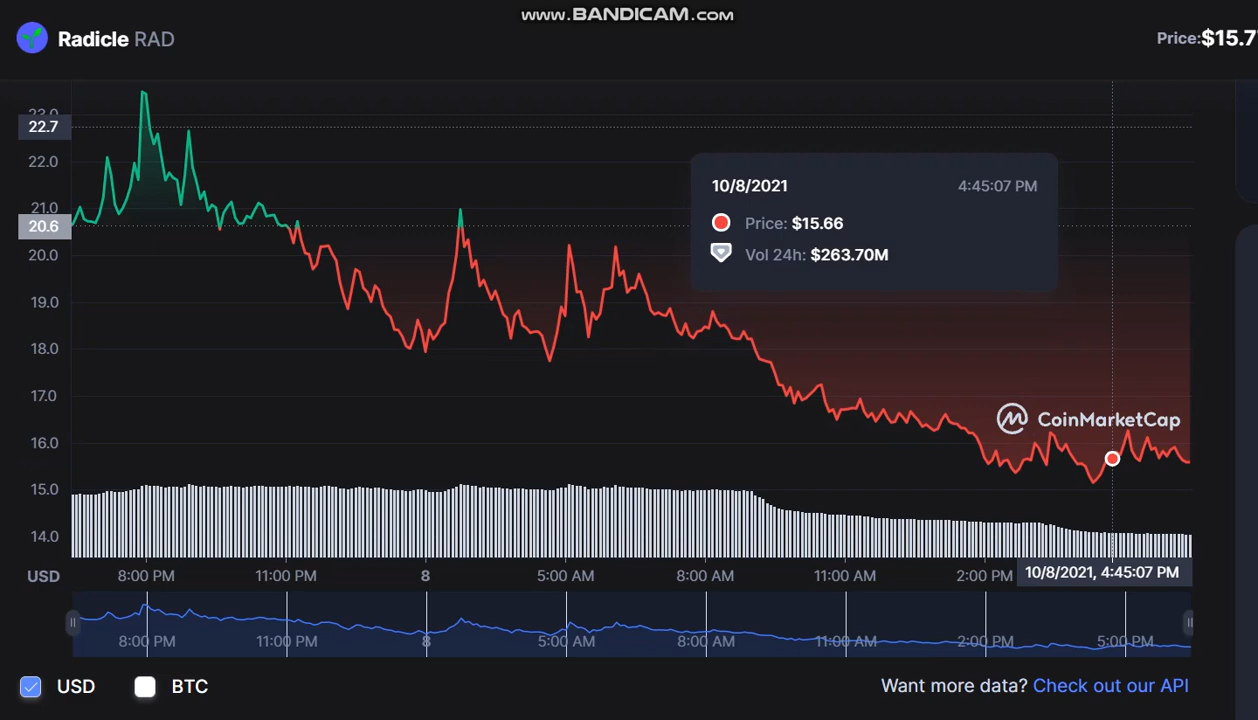 www.BANDICAM.com
Radicle RAD
Price:$15.7
23.0
22.7
22.0
21.0
20.6
20.0
19.0
18.0
17.0
16.0
15.0
14.0
10/8/2021 4:45:07 PM
Price: $15.66
Vol 24h: $263.70M
CoinMarketCap
USD 8:00 PM 11:00 PM 8 5:00 AM 8:00 AM 11:00 AM 2:00 PM 10/8/2021, 4:45:07 PM
8:00 PM 11:00 PM 8 5:00 AM 8:00 AM 11:00 AM 2:00 PM 5:00 PM
USD BTC
Want more data? Check out our API